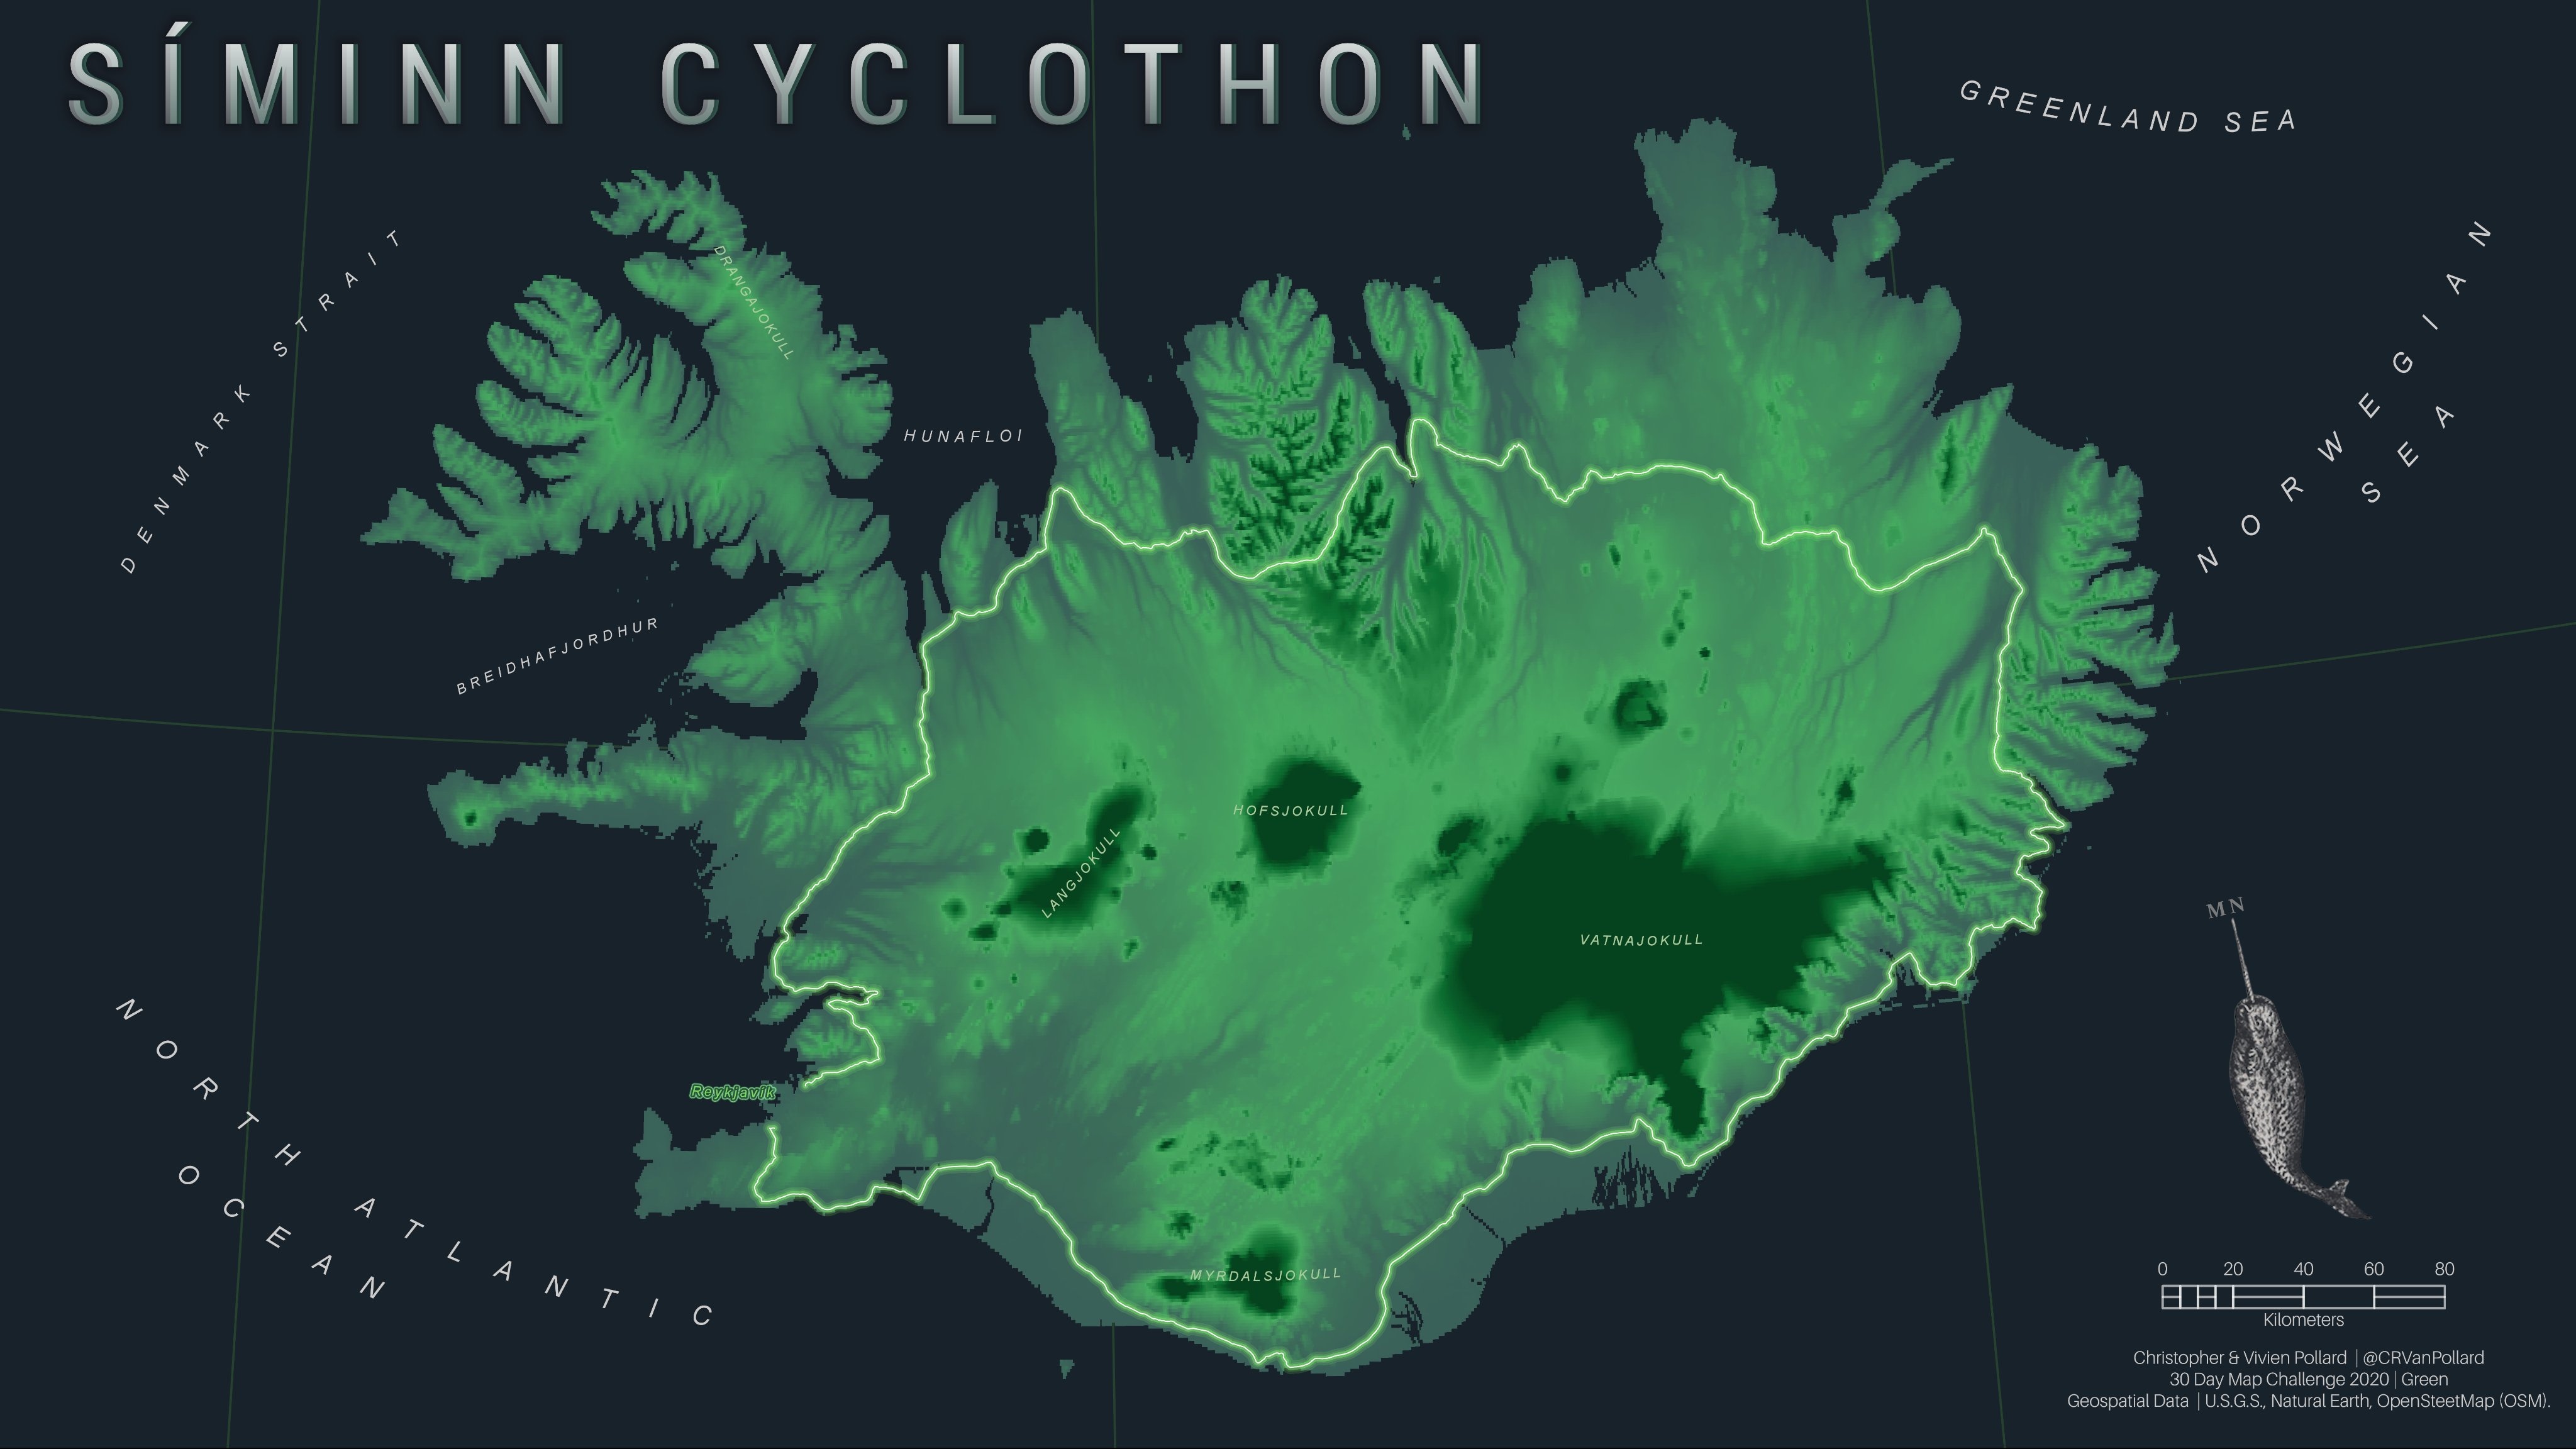 SÍMINN CYCLOTHON
GREENLAND SEA
DENMARK STRAIT
DRANGAJOKULL
NORWEGIAN
SEA
HUNAFLOI
BREIDHAFJORDHUR
HOFSJOKULL
LANGJOKULL
VATNAJOKULL
MN
NORTH ATLANTIC
OCEAN
Reykjavík
MYRDALSJOKULL
0 20 40 60 80
Kilometers
Christopher & Vivien Pollard | @CRVanPollard
30 Day Map Challenge 2020 | Green
Geospatial Data | U.S.G.S., Natural Earth, OpenSteetMap (OSM).